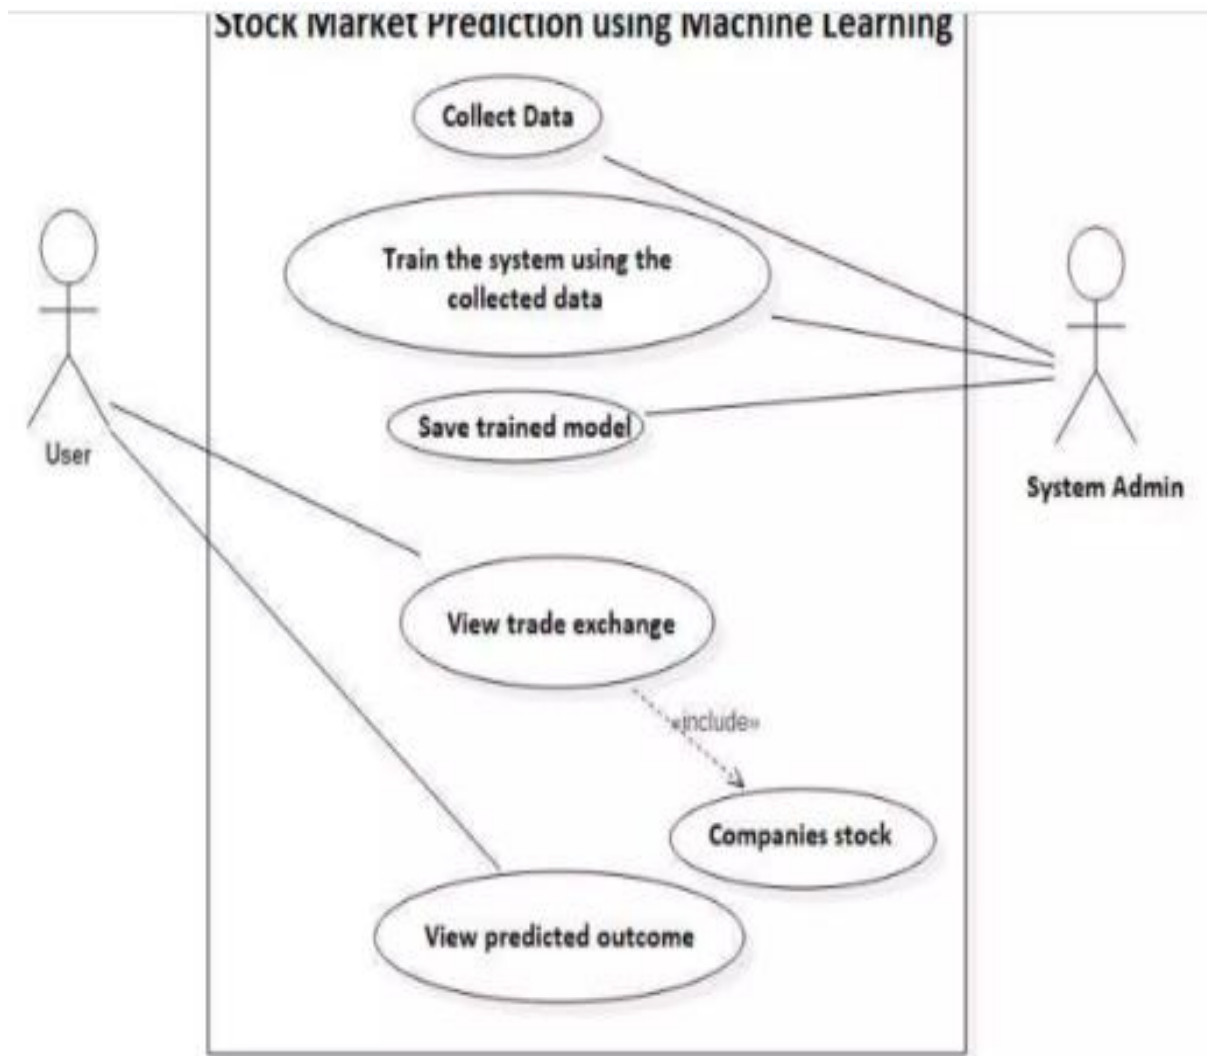 Stock Market Prediction using Machine Learning
Collect Data
Train the system using the
collected data
Save trained model
User
System Admin
View trade exchange
«include»
Companies stock
View predicted outcome